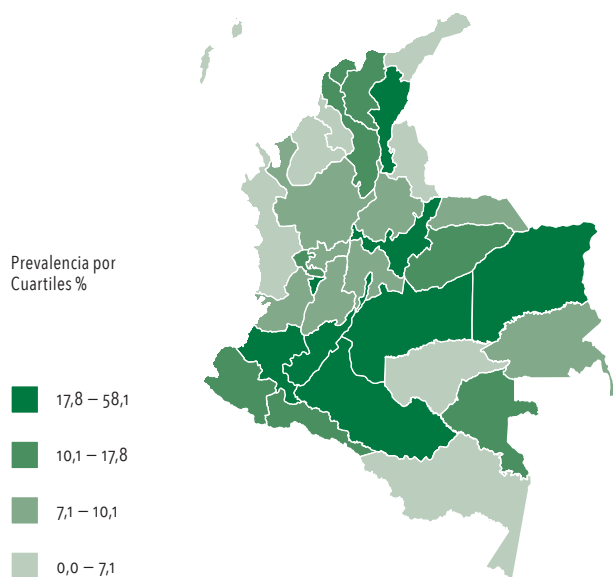 Prevalencia por
Cuartiles %
17,8 – 58,1
10,1 – 17,8
7,1 – 10,1
0,0 – 7,1